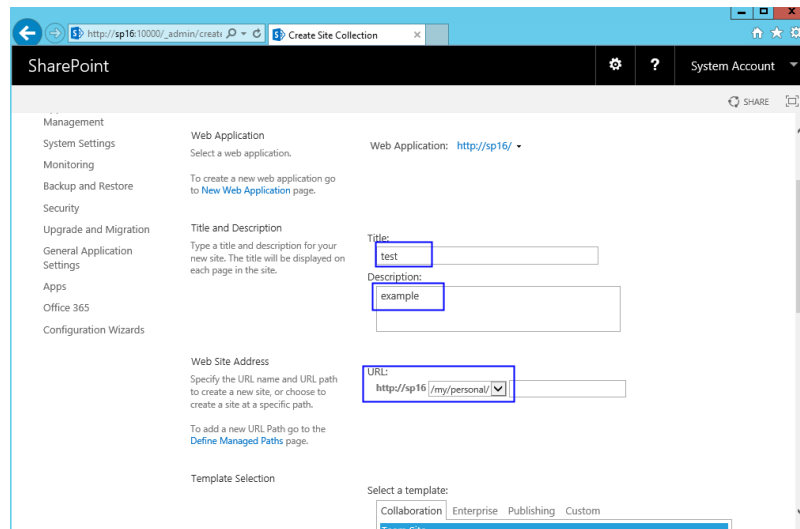 http://sp16:10000/_admin/create
Create Site Collection
SharePoint
? System Account
SHARE
Management
System Settings
Monitoring
Backup and Restore
Security
Upgrade and Migration
General Application
Settings
Apps
Office 365
Configuration Wizards
Web Application
Select a web application.
To create a new web application go
to New Web Application page.
Web Application: http://sp16/
Title and Description
Type a title and description for your
new site. The title will be displayed on
each page in the site.
Title:
test
Description:
example
Web Site Address
Specify the URL name and URL path
to create a new site, or choose to
create a site at a specific path.
To add a new URL Path go to the
Define Managed Paths page.
URL:
http://sp16 /my/personal/
Template Selection
Select a template:
Collaboration Enterprise Publishing Custom
Team Site